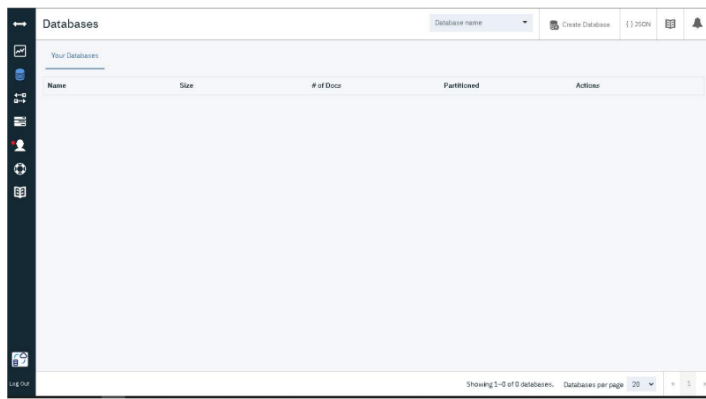 Databases
Database name
Create Database
{ } JSON
Your Databases
Name Size # of Docs Partitioned Actions
Log Out
Showing 1–0 of 0 databases. Databases per page 20 « 1 »